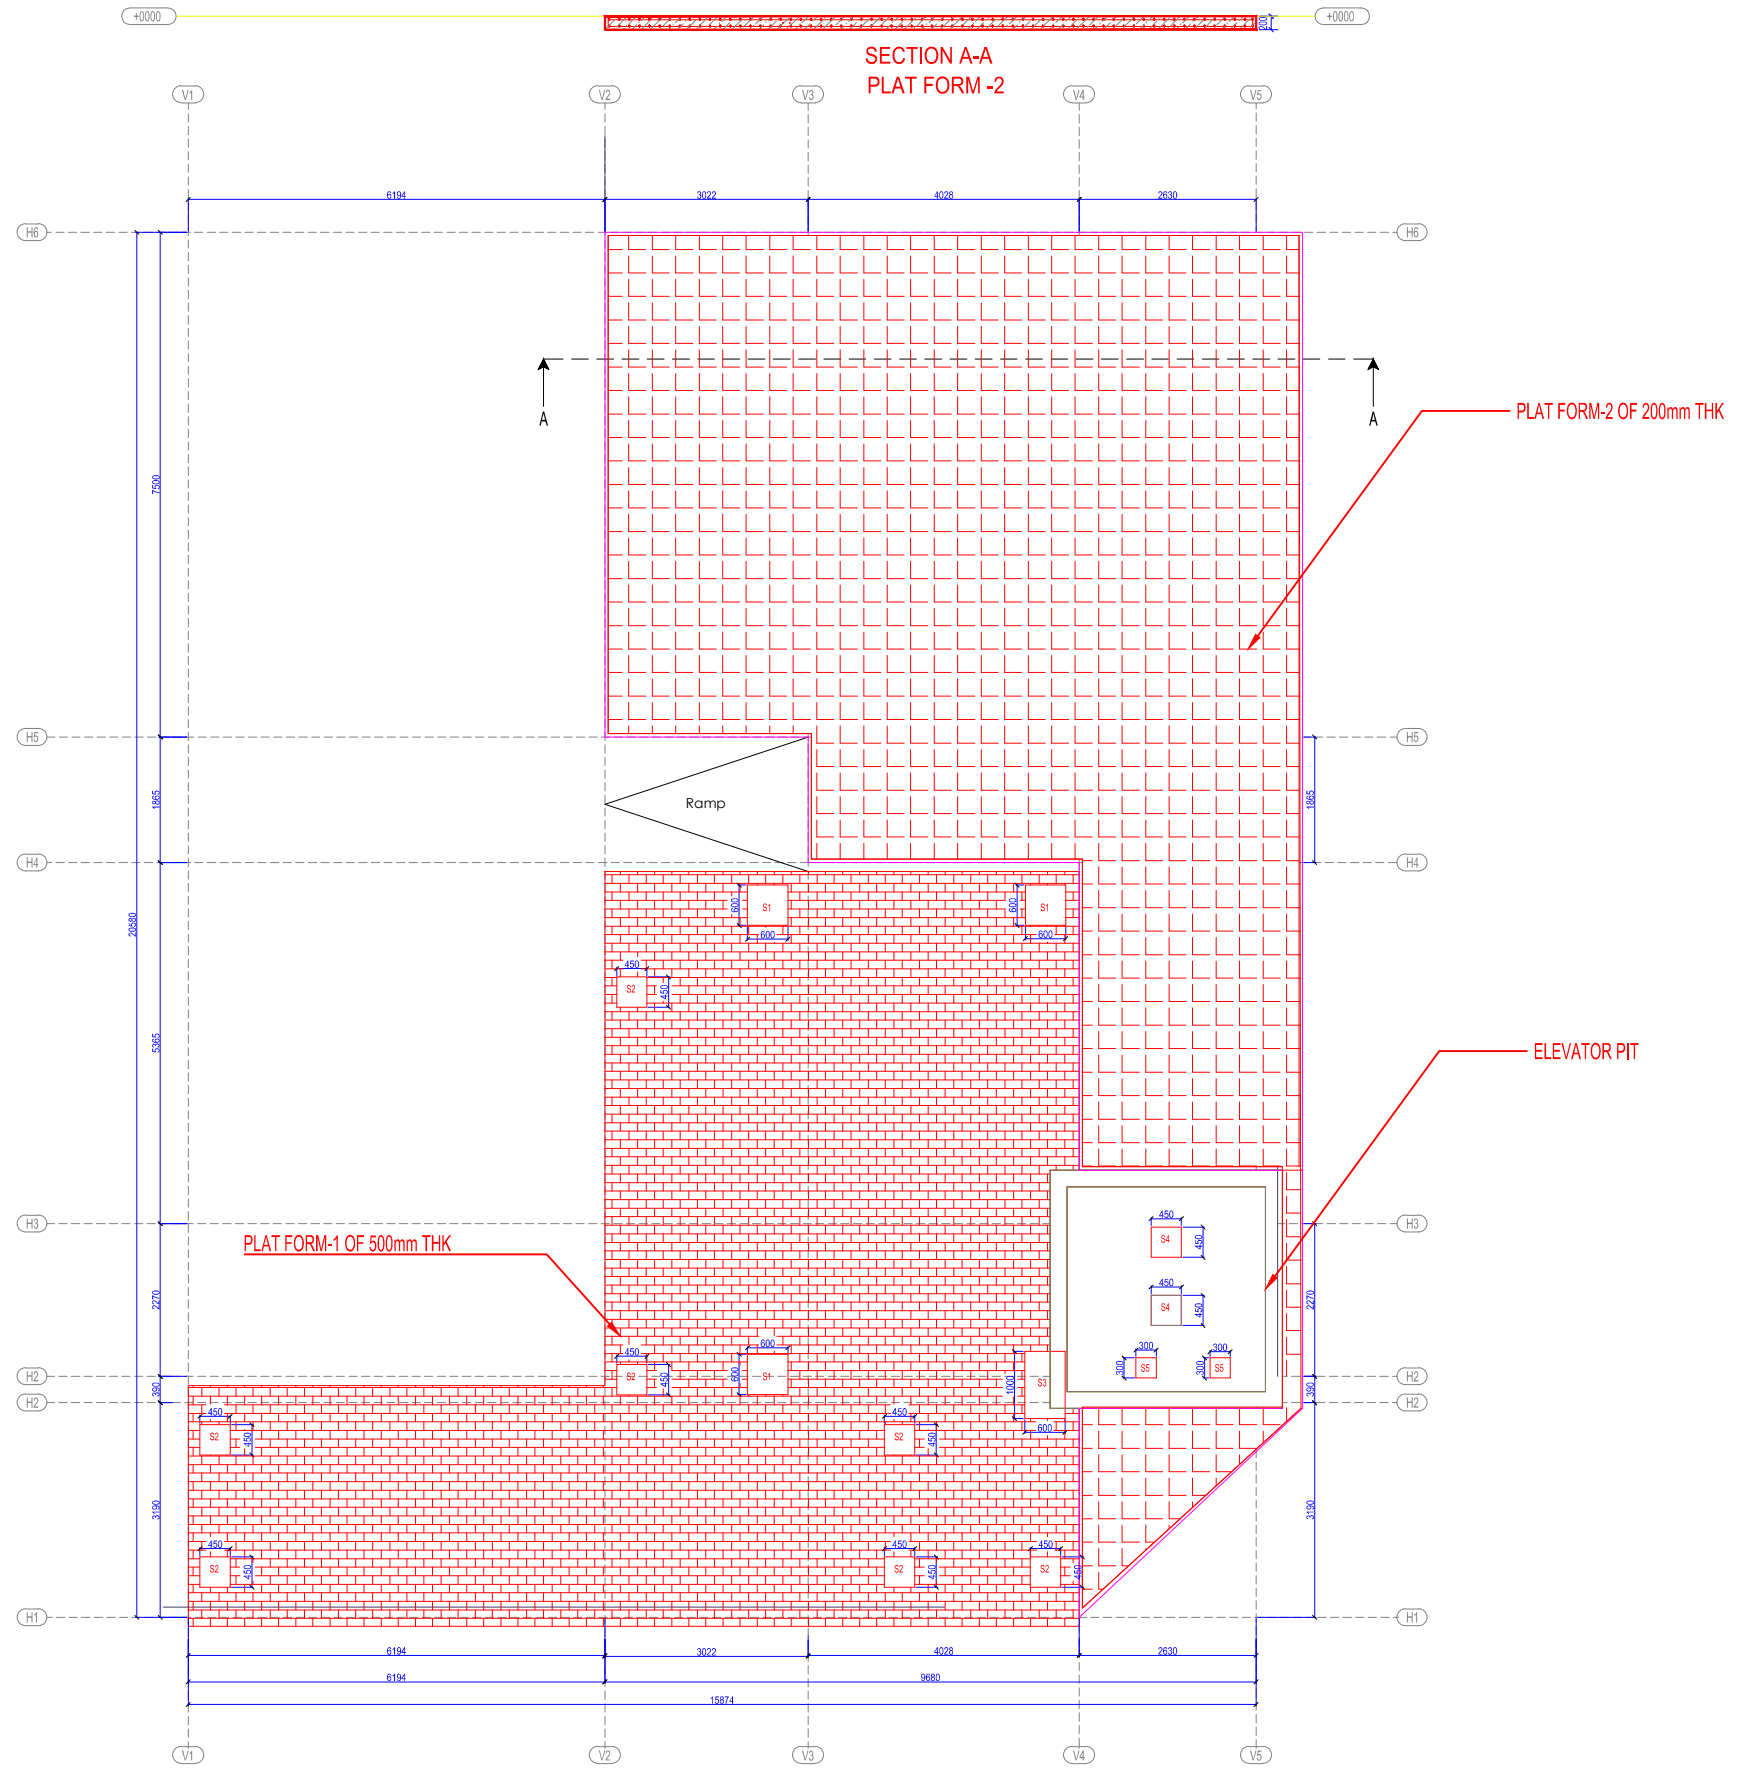 +0000
+0000
200
SECTION A-A
PLAT FORM -2
V1
V2
V3
V4
V5
6194
3022
4028
2630
H6
H6
A
A
PLAT FORM-2 OF 200mm THK
7500
H5
H5
1865
Ramp
1865
H4
H4
600
S1
600
600
S1
600
20580
450
S2
450
5365
ELEVATOR PIT
H3
H3
450
S4
450
PLAT FORM-1 OF 500mm THK
2270
2270
450
S4
450
600
450
S2
450
600
S1
300
300
S5
300
300
S5
H2
H2
1000
S3
600
390
390
H2
H2
450
S2
450
450
S2
450
3190
3190
450
S2
450
450
S2
450
450
S2
450
H1
H1
6194
3022
4028
2630
6194
9680
15874
V1
V2
V3
V4
V5